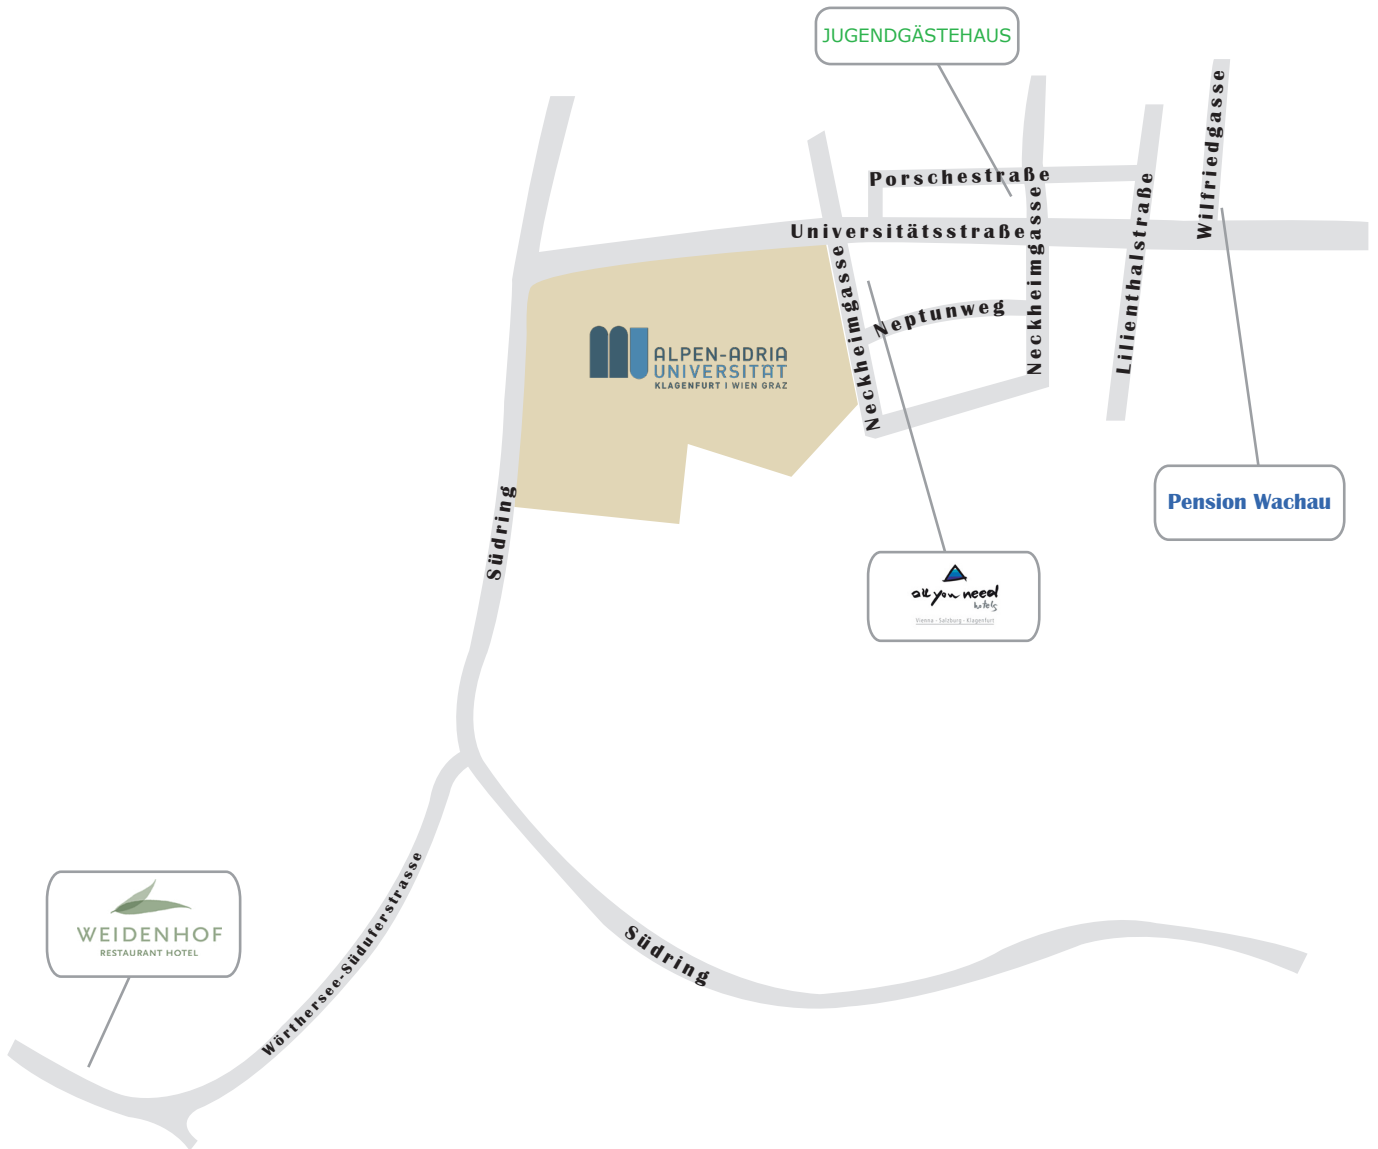 JUGENDGÄSTEHAUS
Wilfriedgasse
Porschestraße
Universitätsstraße
Neckheimgasse
Neckheimgasse
Lilienthalstraße
Neptunweg
ALPEN-ADRIA
UNIVERSITÄT
KLAGENFURT I WIEN GRAZ
Pension Wachau
Südring
all you need
hotels
Vienna - Salzburg - Klagenfurt
Wörthersee-Süduferstrasse
WEIDENHOF
RESTAURANT HOTEL
Südring